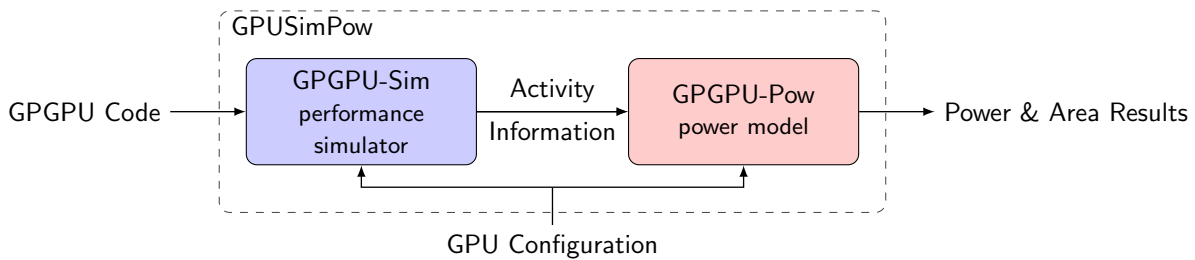 GPUSimPow
GPGPU Code
GPGPU-Sim
performance
simulator
Activity
Information
GPGPU-Pow
power model
Power & Area Results
GPU Configuration